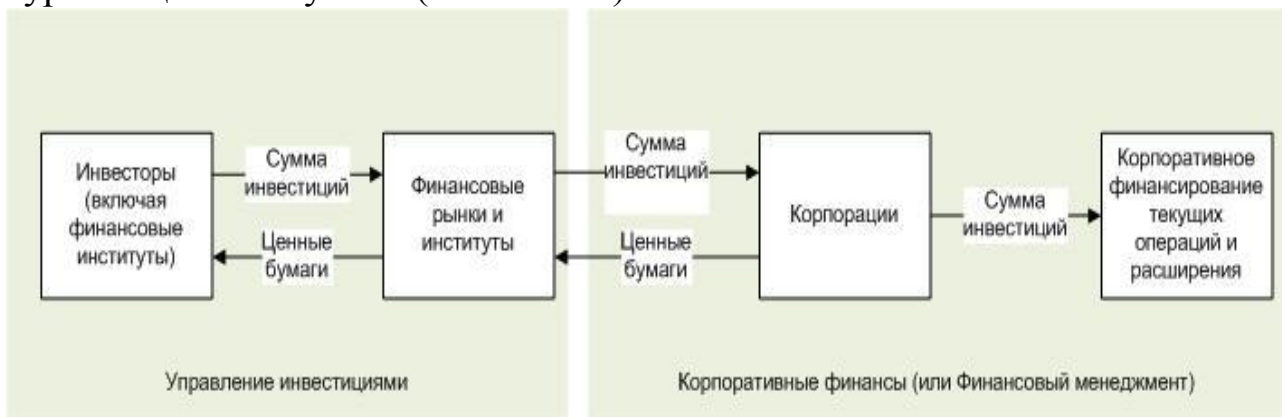 Инвесторы
(включая
финансовые
институты)
Сумма
инвестиций
Ценные
бумаги
Финансовые
рынки и
институты
Сумма
инвестиций
Ценные
бумаги
Корпорации
Сумма
инвестиций
Корпоративное
финансирование
текущих
операций и
расширения
Управление инвестициями
Корпоративные финансы (или Финансовый менеджмент)